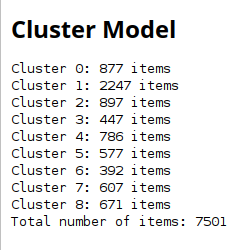 Cluster Model
Cluster 0: 877 items
Cluster 1: 2247 items
Cluster 2: 897 items
Cluster 3: 447 items
Cluster 4: 786 items
Cluster 5: 577 items
Cluster 6: 392 items
Cluster 7: 607 items
Cluster 8: 671 items
Total number of items: 7501